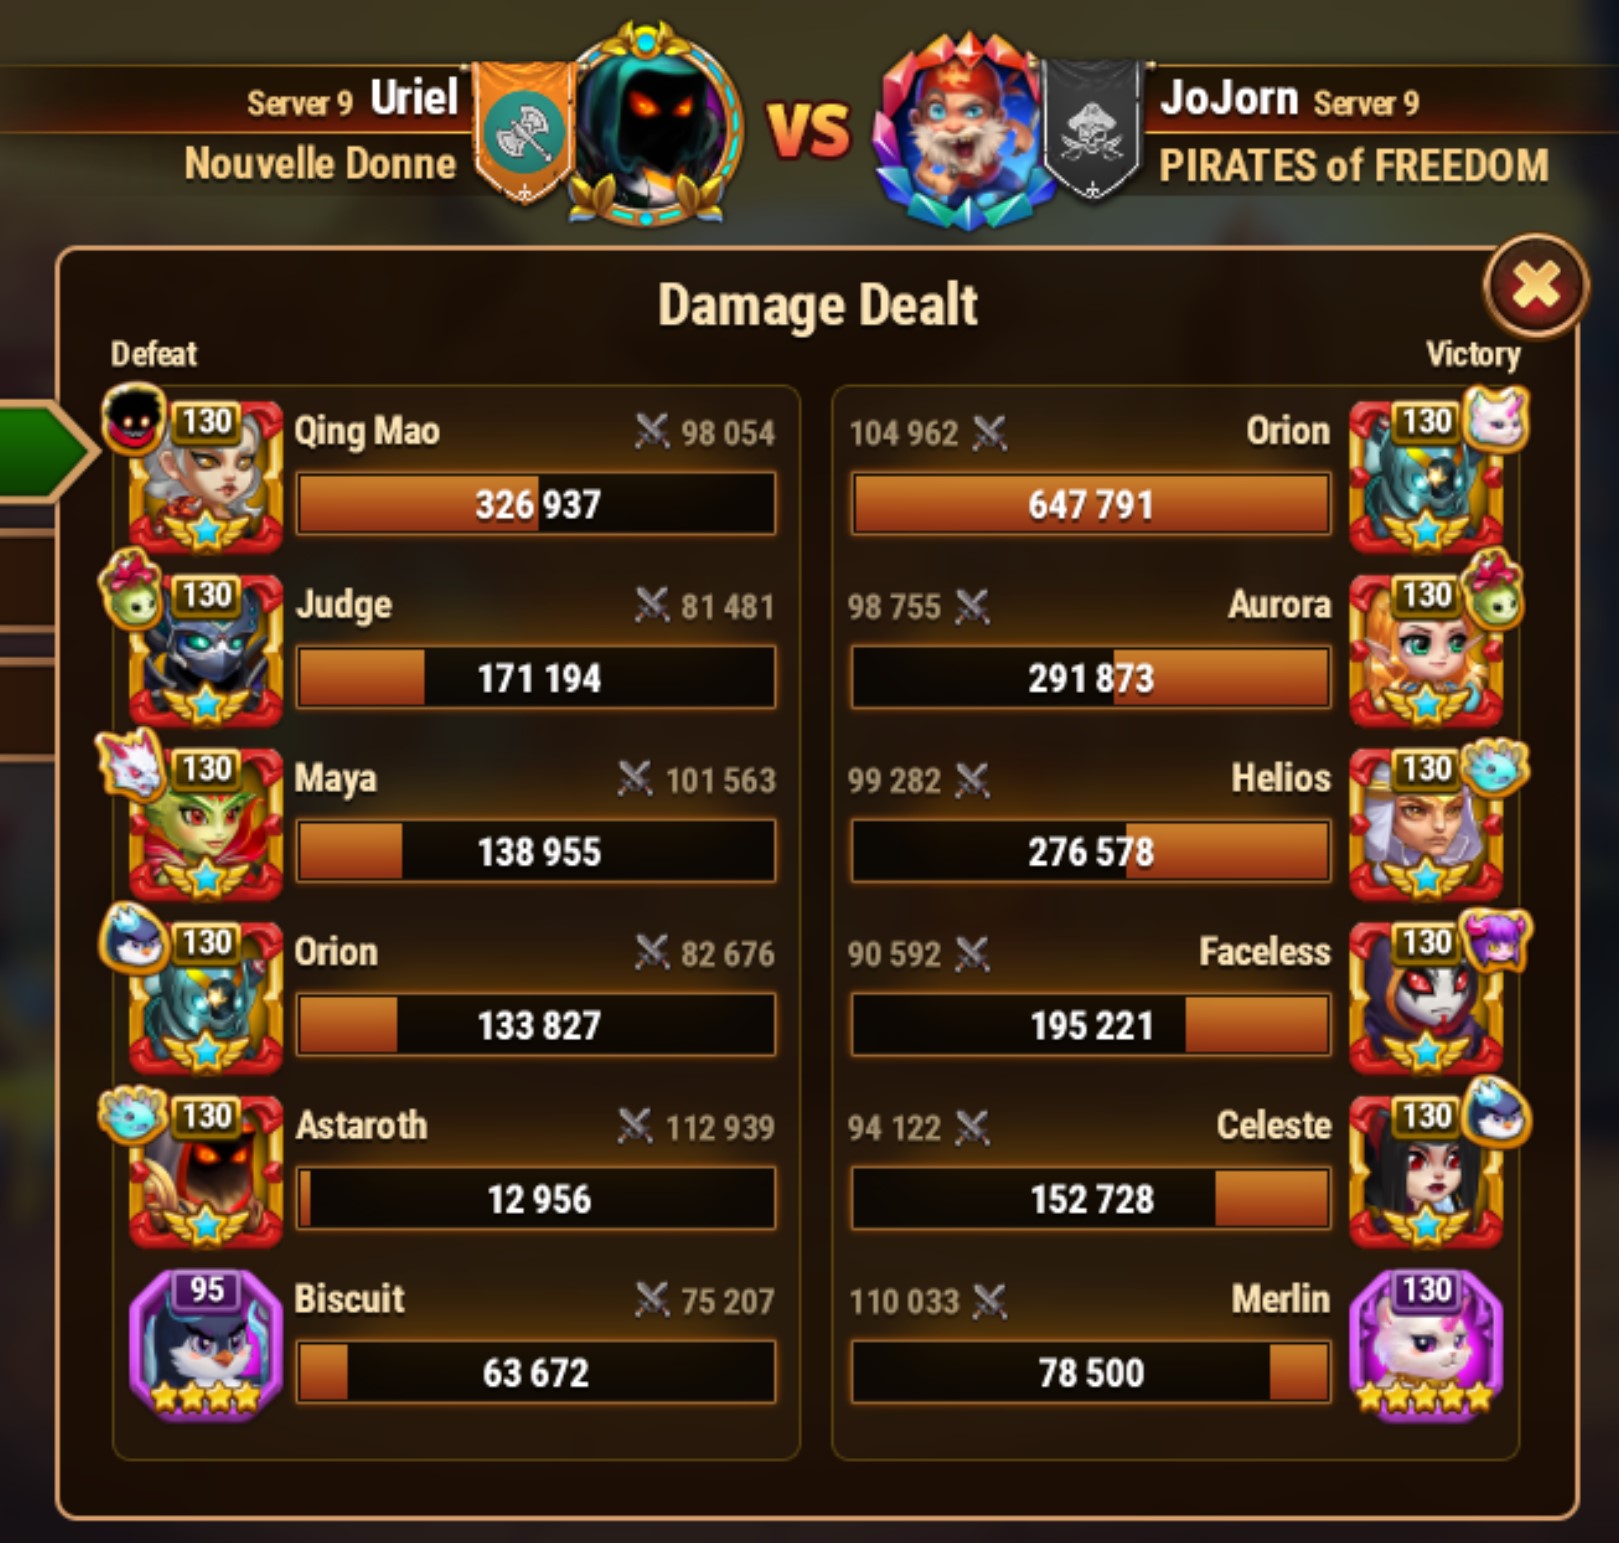 Server 9 Uriel
Nouvelle Donne
VS
JoJorn Server 9
PIRATES of FREEDOM
Damage Dealt
Defeat
Victory
130
Qing Mao
98 054
326 937
130
Judge
81 481
171 194
130
Maya
101 563
138 955
130
Orion
82 676
133 827
130
Astaroth
112 939
12 956
95
Biscuit
75 207
63 672
104 962
Orion
130
647 791
98 755
Aurora
130
291 873
99 282
Helios
130
276 578
90 592
Faceless
130
195 221
94 122
Celeste
130
152 728
110 033
Merlin
130
78 500